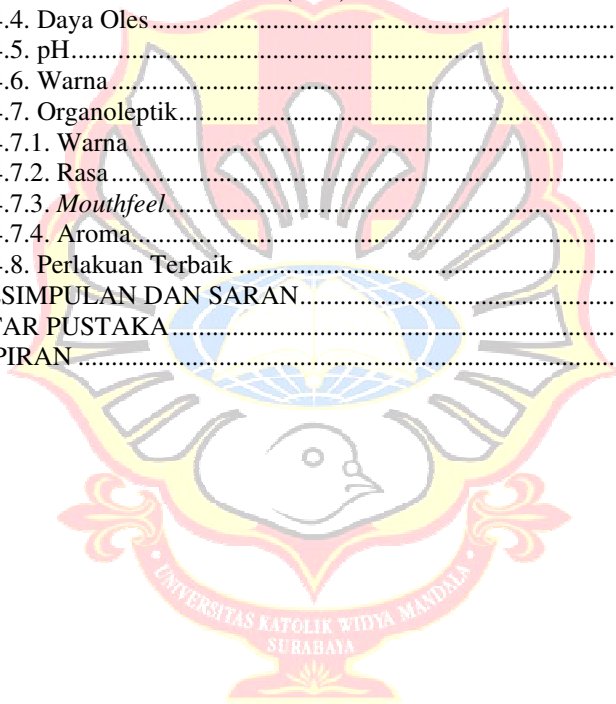 .4. Daya Oles........................................................................
.5. pH........................................................................
.6. Warna........................................................................
.7. Organoleptik........................................................................
.7.1. Warna........................................................................
.7.2. Rasa........................................................................
.7.3. Mouthfeel........................................................................
.7.4. Aroma........................................................................
.8. Perlakuan Terbaik........................................................................
SIMPULAN DAN SARAN........................................................................
AR PUSTAKA........................................................................
PIRAN........................................................................
UNIVERSITAS KATOLIK WIDYA MANDALA
SURABAYA